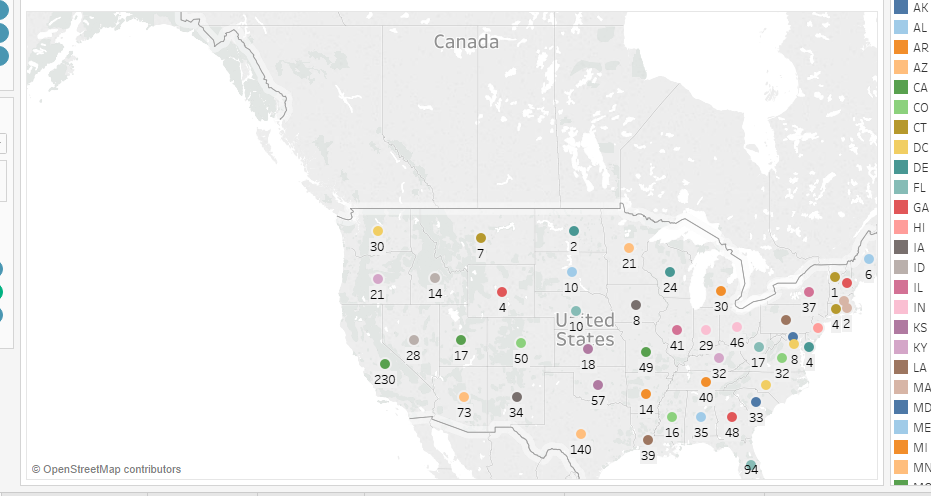 Canada
AK
AL
AR
AZ
CA
CO
CT
DC
DE
FL
GA
HI
IA
ID
IL
IN
KS
KY
LA
MA
MD
ME
MI
MN
30
7
2
21
6
21
14
4
10
24
30
1
37
10
8
4 2
United
States
28
17
50
18
49
41
29
46
17
8
4
230
32
32
73
34
57
14
40
33
140
39
16
35
48
94
© OpenStreetMap contributors